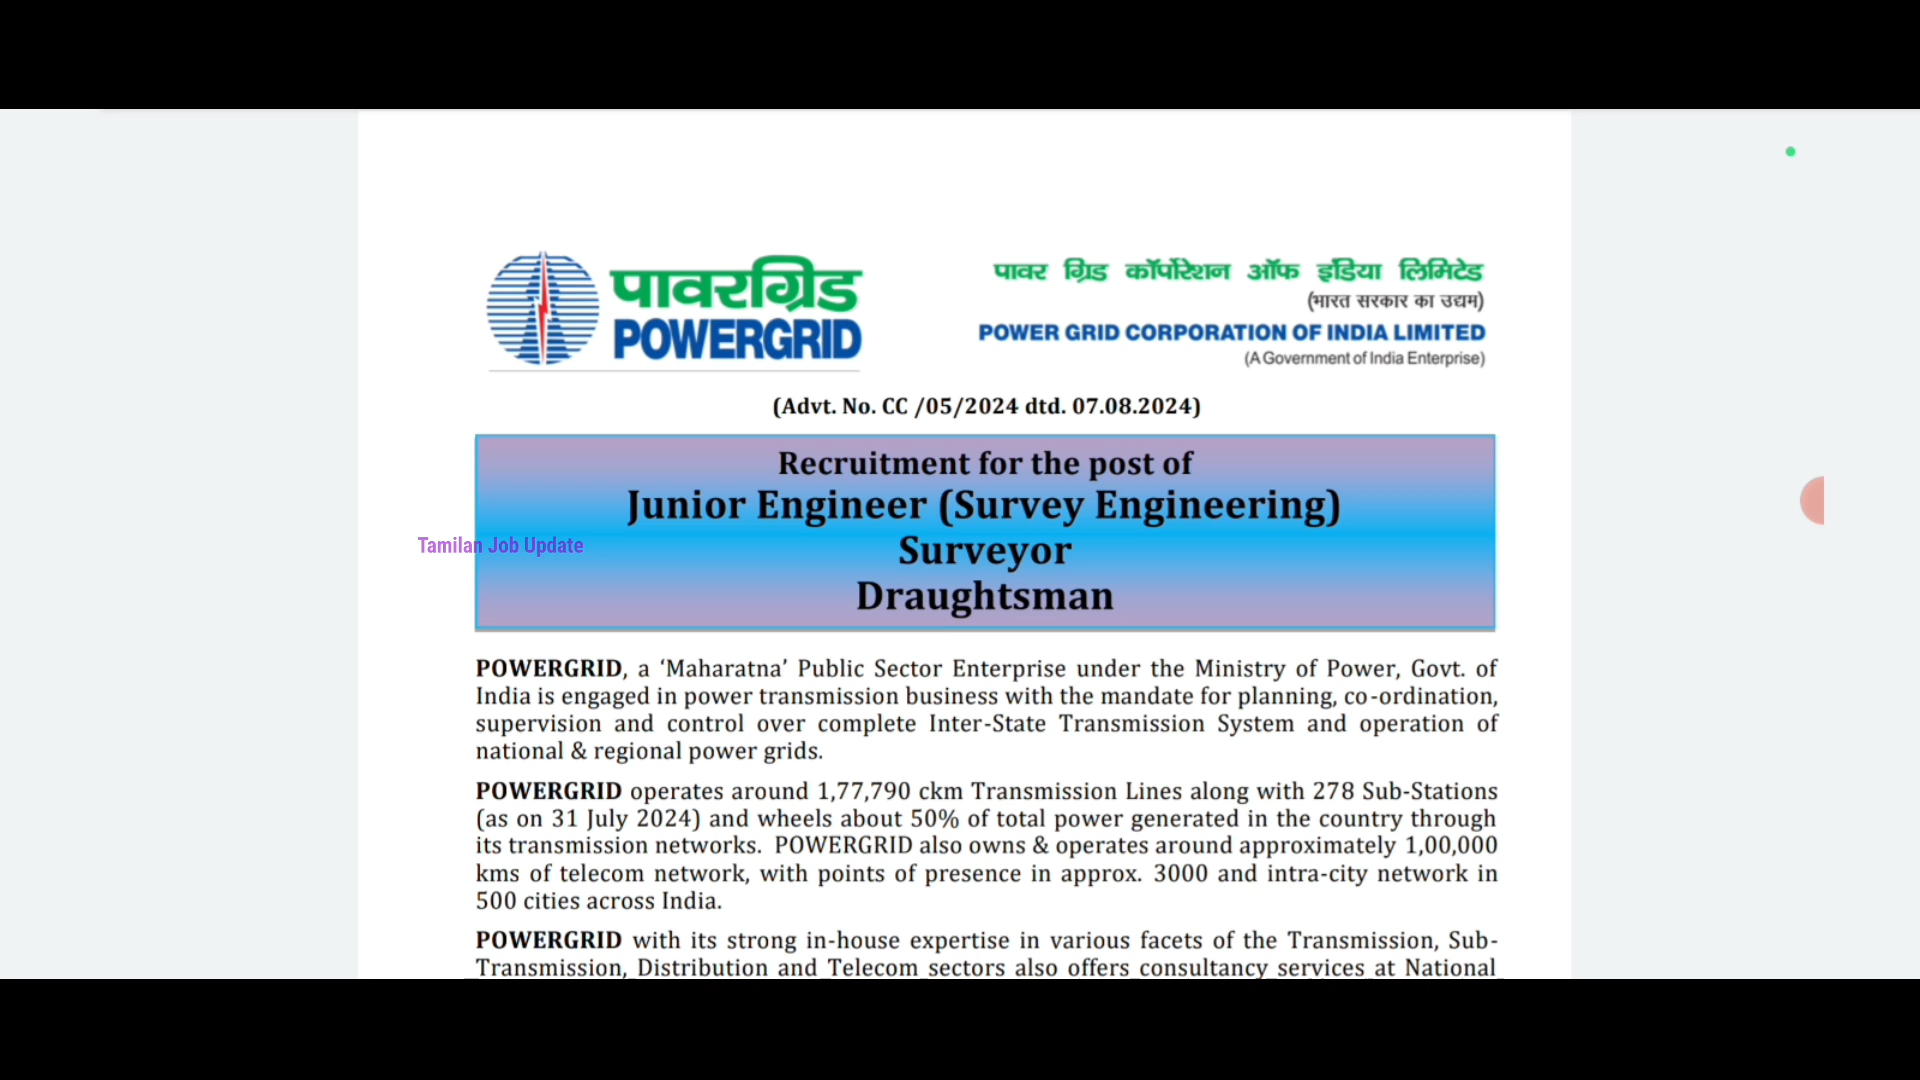 पावरग्रिड
POWERGRID
पावर ग्रिड कॉर्पोरेशन ऑफ इंडिया लिमिटेड
(भारत सरकार का उद्यम)
POWER GRID CORPORATION OF INDIA LIMITED
(A Government of India Enterprise)
(Advt. No. CC /05/2024 dtd. 07.08.2024)
Recruitment for the post of
Junior Engineer (Survey Engineering)
Tamilan Job Update
Surveyor
Draughtsman
POWERGRID, a ‘Maharatna’ Public Sector Enterprise under the Ministry of Power, Govt. of
India is engaged in power transmission business with the mandate for planning, co-ordination,
supervision and control over complete Inter-State Transmission System and operation of
national & regional power grids.
POWERGRID operates around 1,77,790 ckm Transmission Lines along with 278 Sub-Stations
(as on 31 July 2024) and wheels about 50% of total power generated in the country through
its transmission networks. POWERGRID also owns & operates around approximately 1,00,000
kms of telecom network, with points of presence in approx. 3000 and intra-city network in
500 cities across India.
POWERGRID with its strong in-house expertise in various facets of the Transmission, Sub-
Transmission, Distribution and Telecom sectors also offers consultancy services at National